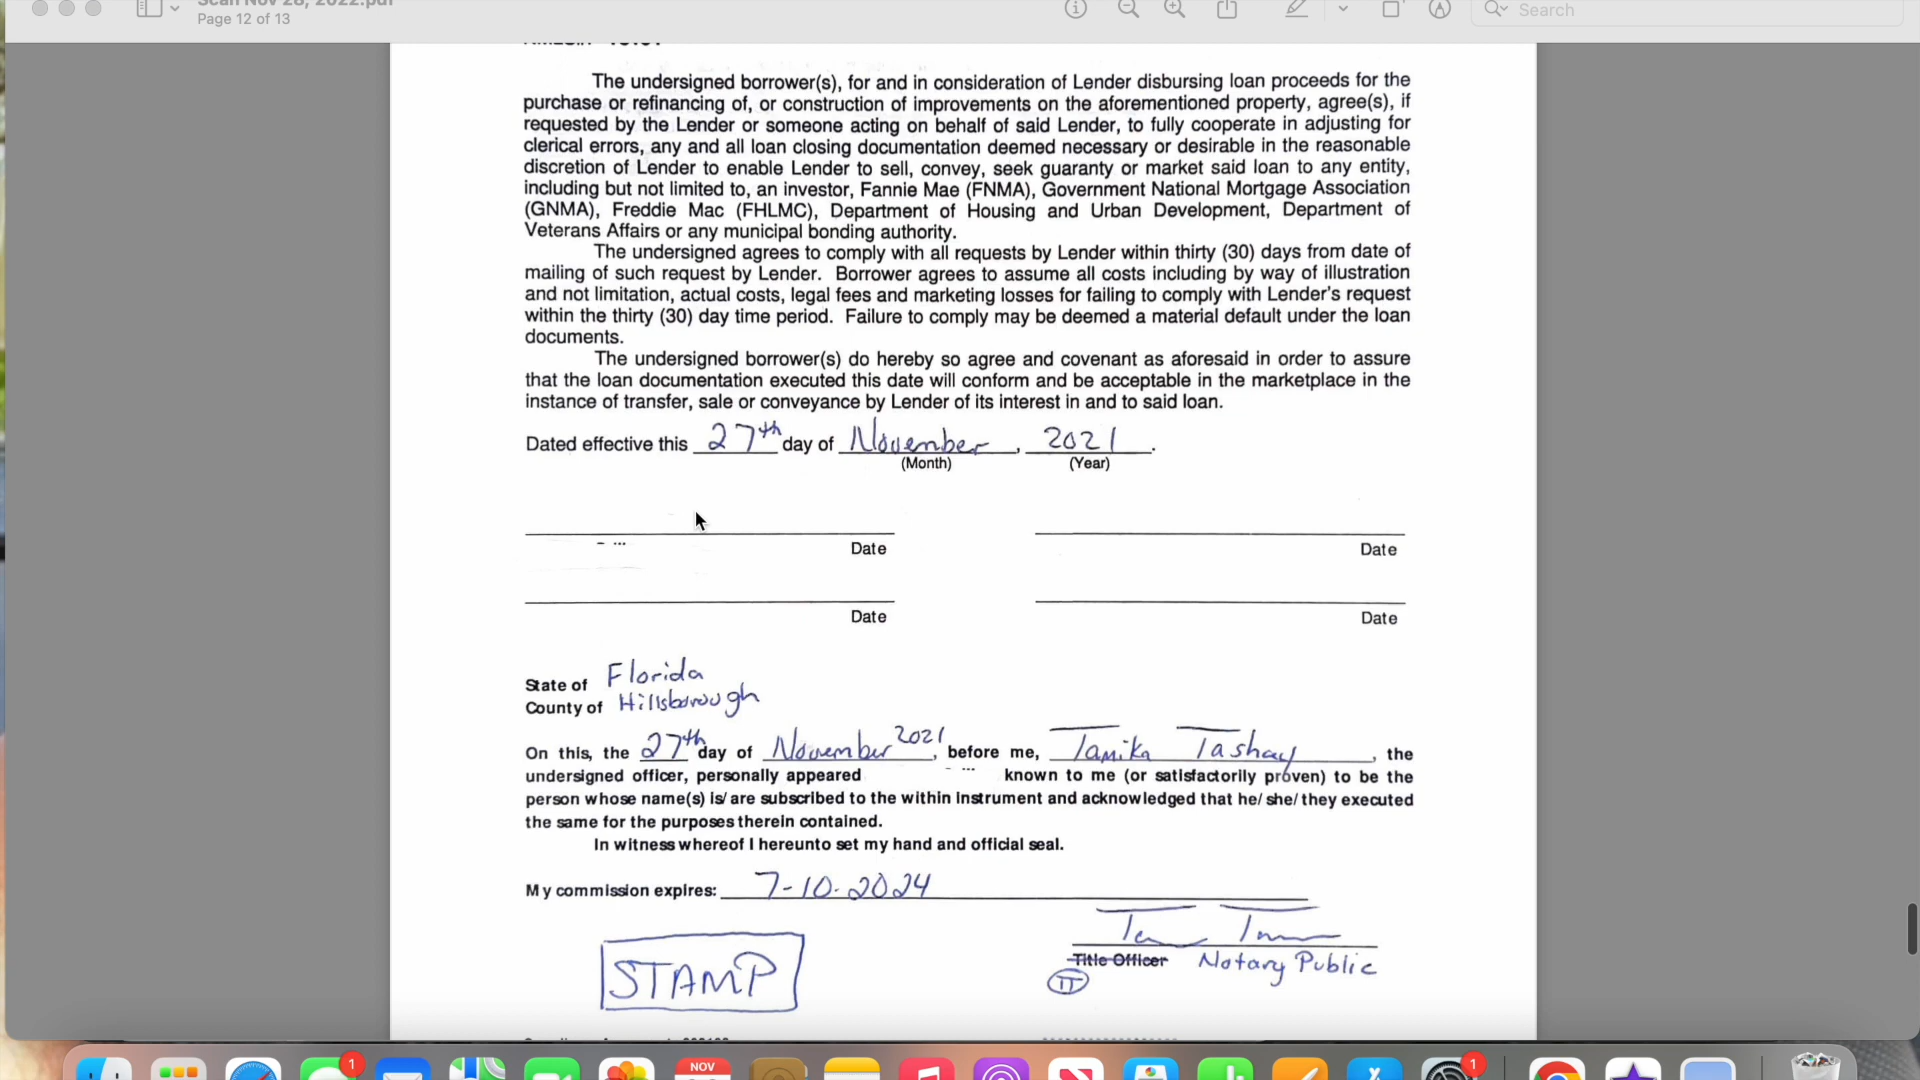 Scan Nov 28, 2022.pdf
Page 12 of 13
Search
The undersigned borrower(s), for and in consideration of Lender disbursing loan proceeds for the
purchase or refinancing of, or construction of improvements on the aforementioned property, agree(s), if
requested by the Lender or someone acting on behalf of said Lender, to fully cooperate in adjusting for
clerical errors, any and all loan closing documentation deemed necessary or desirable in the reasonable
discretion of Lender to enable Lender to sell, convey, seek guaranty or market said loan to any entity,
including but not limited to, an investor, Fannie Mae (FNMA), Government National Mortgage Association
(GNMA), Freddie Mac (FHLMC), Department of Housing and Urban Development, Department of
Veterans Affairs or any municipal bonding authority.
The undersigned agrees to comply with all requests by Lender within thirty (30) days from date of
mailing of such request by Lender. Borrower agrees to assume all costs including by way of illustration
and not limitation, actual costs, legal fees and marketing losses for failing to comply with Lender's request
within the thirty (30) day time period. Failure to comply may be deemed a material default under the loan
documents.
The undersigned borrower(s) do hereby so agree and covenant as aforesaid in order to assure
that the loan documentation executed this date will conform and be acceptable in the marketplace in the
instance of transfer, sale or conveyance by Lender of its interest in and to said loan.
Dated effective this 27th day of November, 2021.
(Month) (Year)
Date Date
Date Date
State of Florida
County of Hillsborough
On this, the 27th day of November 2021, before me, Tamika Tashay, the
undersigned officer, personally appeared known to me (or satisfactorily proven) to be the
person whose name(s) is/are subscribed to the within instrument and acknowledged that he/she/they executed
the same for the purposes therein contained.
In witness whereof I hereunto set my hand and official seal.
My commission expires: 7-10-2024
Title Officer Notary Public
TT
STAMP
1
NOV
1